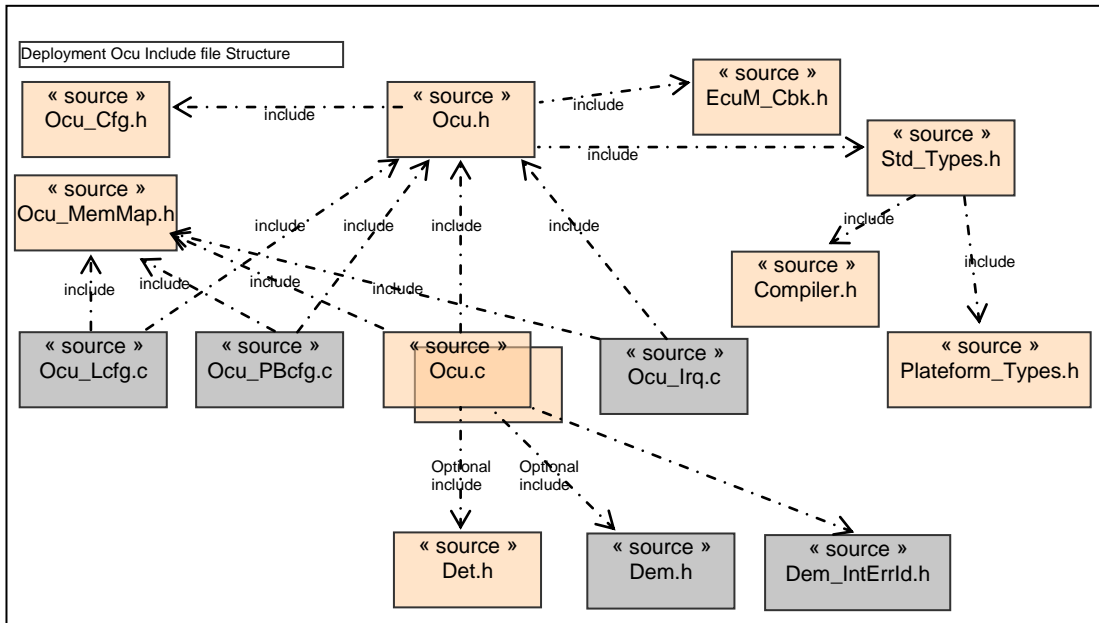 Deployment Ocu Include file Structure
« source »
Ocu_Cfg.h
include
« source »
Ocu.h
include
« source »
EcuM_Cbk.h
include
« source »
Std_Types.h
« source »
Ocu_MemMap.h
include
include
include
include
include
include
« source »
Compiler.h
include
include
include
include
« source »
Ocu_Lcfg.c
« source »
Ocu_PBcfg.c
« source »
Ocu.c
« source »
Ocu_Irq.c
« source »
Plateform_Types.h
Optional
include
Optional
include
« source »
Det.h
« source »
Dem.h
« source »
Dem_IntErrId.h